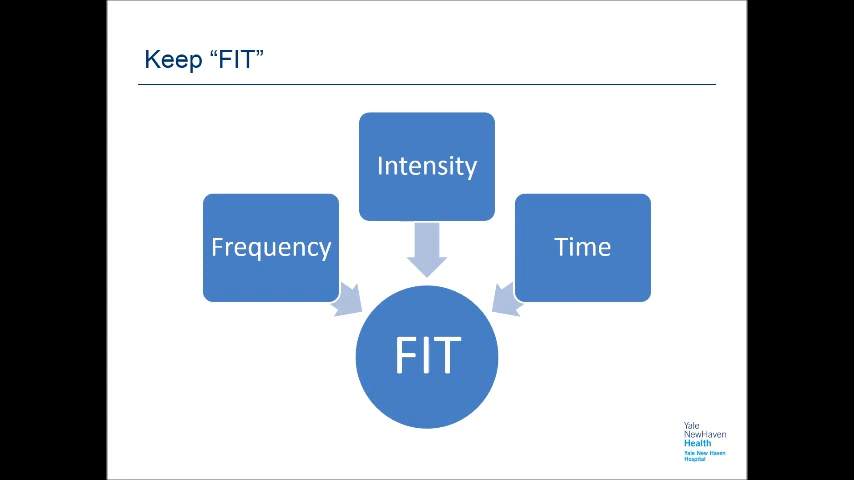 Keep “FIT”
Intensity
Frequency
Time
FIT
Yale
NewHaven
Health
Yale New Haven
Hospital